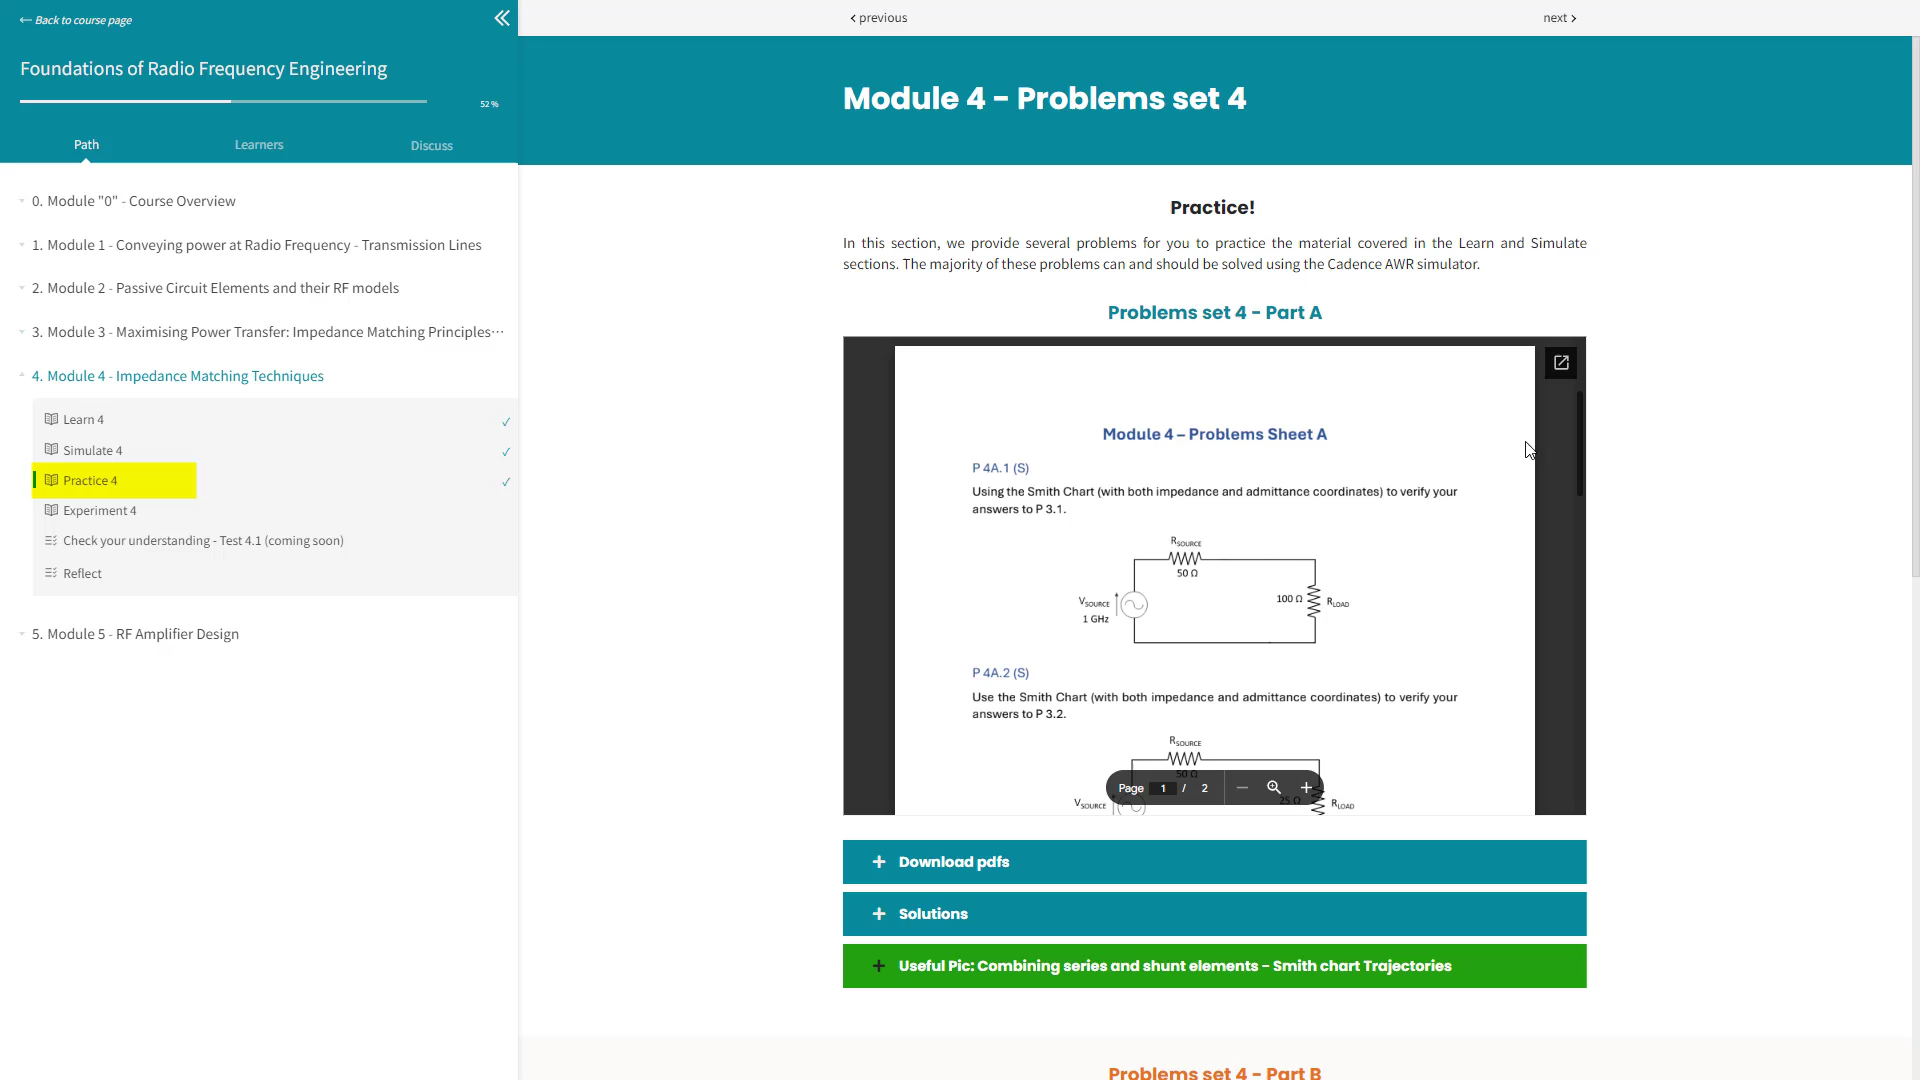 ← Back to course page
Foundations of Radio Frequency Engineering
52 %
Path
Learners
Discuss
0. Module "0" - Course Overview
1. Module 1 - Conveying power at Radio Frequency - Transmission Lines
2. Module 2 - Passive Circuit Elements and their RF models
3. Module 3 - Maximising Power Transfer: Impedance Matching Principles···
4. Module 4 - Impedance Matching Techniques
Learn 4
Simulate 4
Practice 4
Experiment 4
Check your understanding - Test 4.1 (coming soon)
Reflect
5. Module 5 - RF Amplifier Design
‹ previous
next ›
Module 4 - Problems set 4
Practice!
In this section, we provide several problems for you to practice the material covered in the Learn and Simulate
sections. The majority of these problems can and should be solved using the Cadence AWR simulator.
Problems set 4 - Part A
Module 4 – Problems Sheet A
P 4A.1 (S)
Using the Smith Chart (with both impedance and admittance coordinates) to verify your
answers to P 3.1.
RSOURCE
50 Ω
VSOURCE
1 GHz
100 Ω
RLOAD
P 4A.2 (S)
Use the Smith Chart (with both impedance and admittance coordinates) to verify your
answers to P 3.2.
RSOURCE
50 Ω
VSOURCE
25 Ω
RLOAD
Page 1 / 2
+ Download pdfs
+ Solutions
+ Useful Pic: Combining series and shunt elements - Smith chart Trajectories
Problems set 4 - Part B